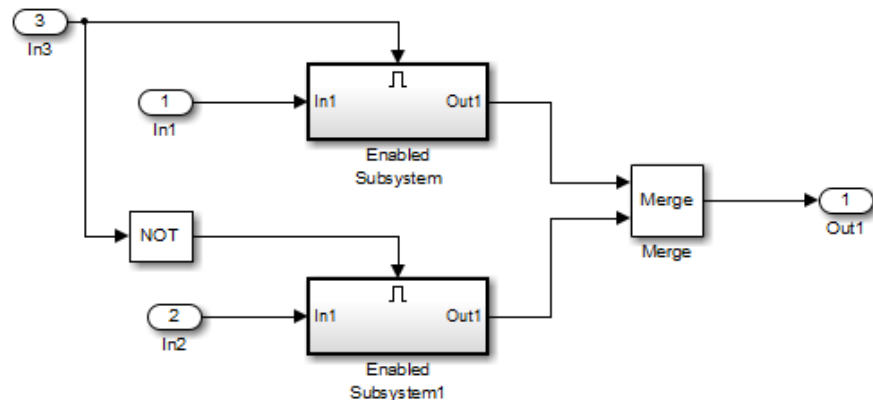 3
In3
1
In1
In1
Out1
Enabled
Subsystem
Merge
Merge
1
Out1
NOT
2
In2
In1
Out1
Enabled
Subsystem1